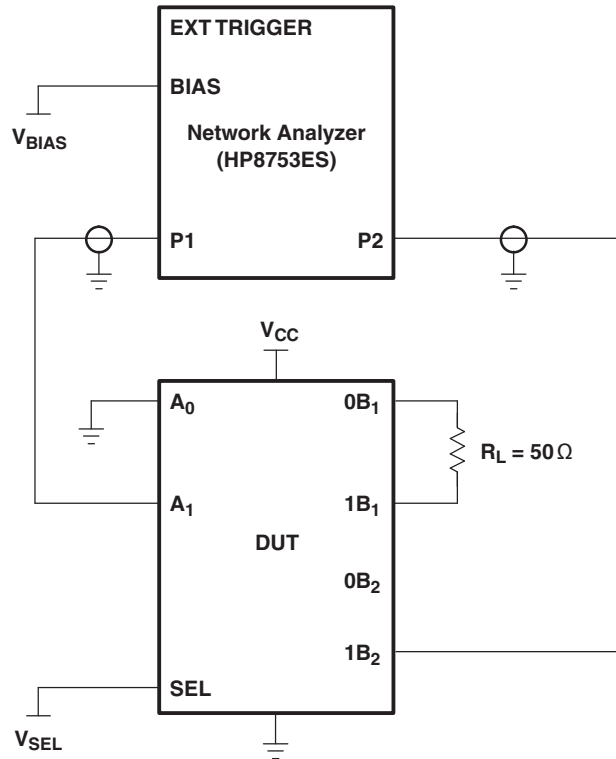 EXT TRIGGER
BIAS
V_BIAS
Network Analyzer
(HP8753ES)
P1
P2
V_CC
A_0
0B_1
R_L = 50 Ω
A_1
1B_1
DUT
0B_2
1B_2
SEL
V_SEL